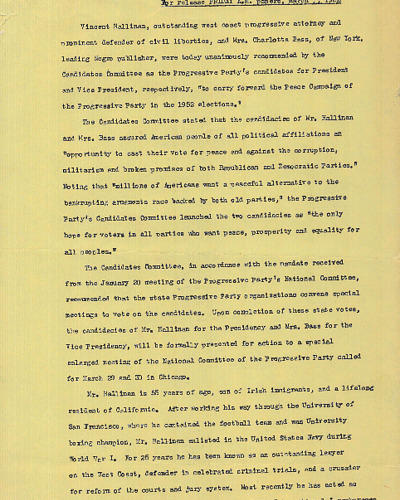 For release FRIDAY A.M. papers, March
Vincent Hallinan, outstanding west coast progressive attorney and
prominent defender of civil liberties, and Mrs. Charlotta Bass, of New York,
leading Negro publisher, were today unanimously recommended by the
Candidates Committee as the Progressive Party's candidates for President
and Vice President, respectively, "to carry forward the Peace Campaign of
the Progressive Party in the 1952 elections."
The Candidates Committee stated that the candidacies of Mr. Hallinan
and Mrs. Bass assured American people of all political affiliations an
"opportunity to cast their vote for peace and against the corruption,
militarism and broken promises of both Republican and Democratic Parties."
Noting that "millions of Americans want a peaceful alternative to the
bankrupting armaments race backed by both old parties," the Progressive
Party's Candidates Committee launched the two candidacies as "the only
hope for voters in all parties who want peace, prosperity and equality for
all peoples."
The Candidates Committee, in accordance with the mandate received
from the January 20 meeting of the Progressive Party's National Committee,
recommended that the state Progressive Party organizations convene special
meetings to vote on the candidates. Upon completion of these state votes,
the candidacies of Mr. Hallinan for the Presidency and Mrs. Bass for the
Vice Presidency, will be formally presented for action to a special
enlarged meeting of the National Committee of the Progressive Party called
for March 29 and 30 in Chicago.
Mr. Hallinan is 55 years of age, son of Irish immigrants, and a lifelong
resident of California. After working his way through the University of
San Francisco, where he captained the football team and was University
boxing champion, Mr. Hallinan enlisted in the United States Navy during
World War I. For 25 years he has been known as an outstanding lawyer
on the West Coast, defender in celebrated criminal trials, and a crusader
for reform of the courts and jury system. Most recently he has acted as